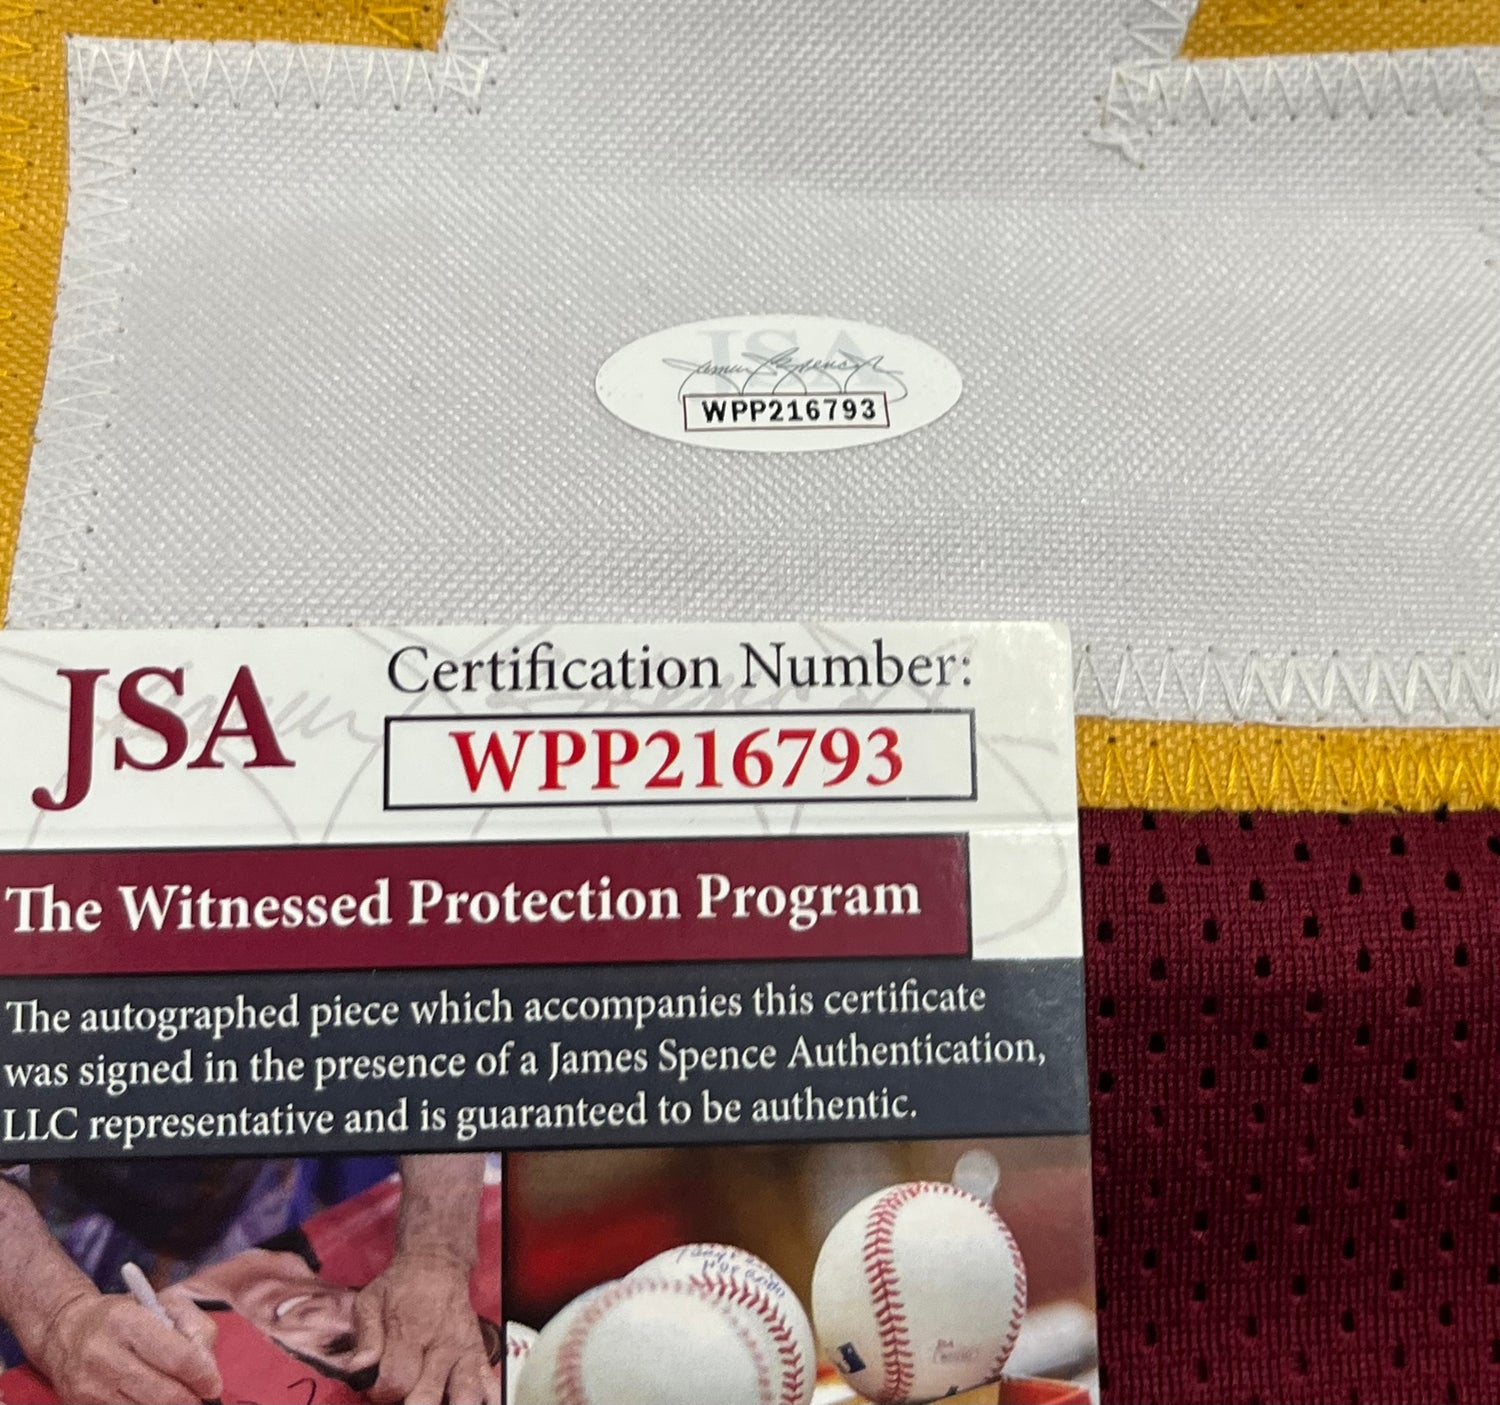 JSA
WPP216793
JSA
Certification Number:
WPP216793
The Witnessed Protection Program
The autographed piece which accompanies this certificate
was signed in the presence of a James Spence Authentication,
LLC representative and is guaranteed to be authentic.